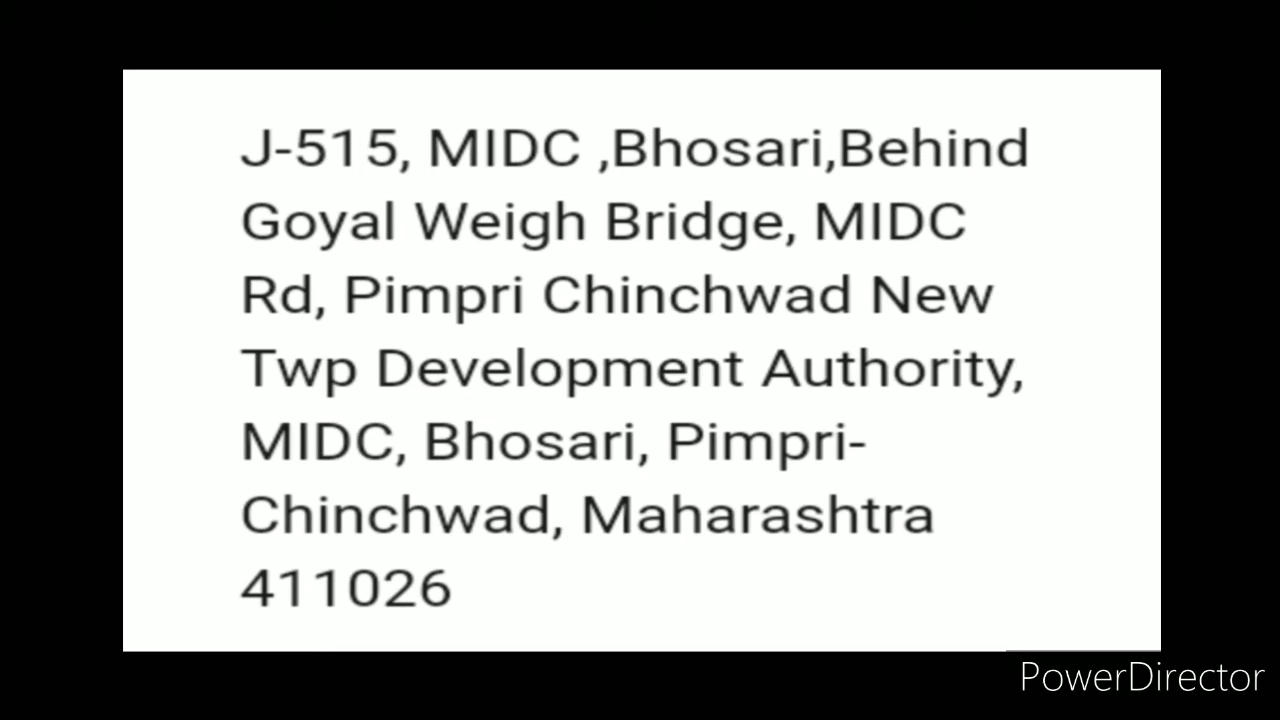 J-515, MIDC ,Bhosari,Behind
Goyal Weigh Bridge, MIDC
Rd, Pimpri Chinchwad New
Twp Development Authority,
MIDC, Bhosari, Pimpri-
Chinchwad, Maharashtra
411026
PowerDirector